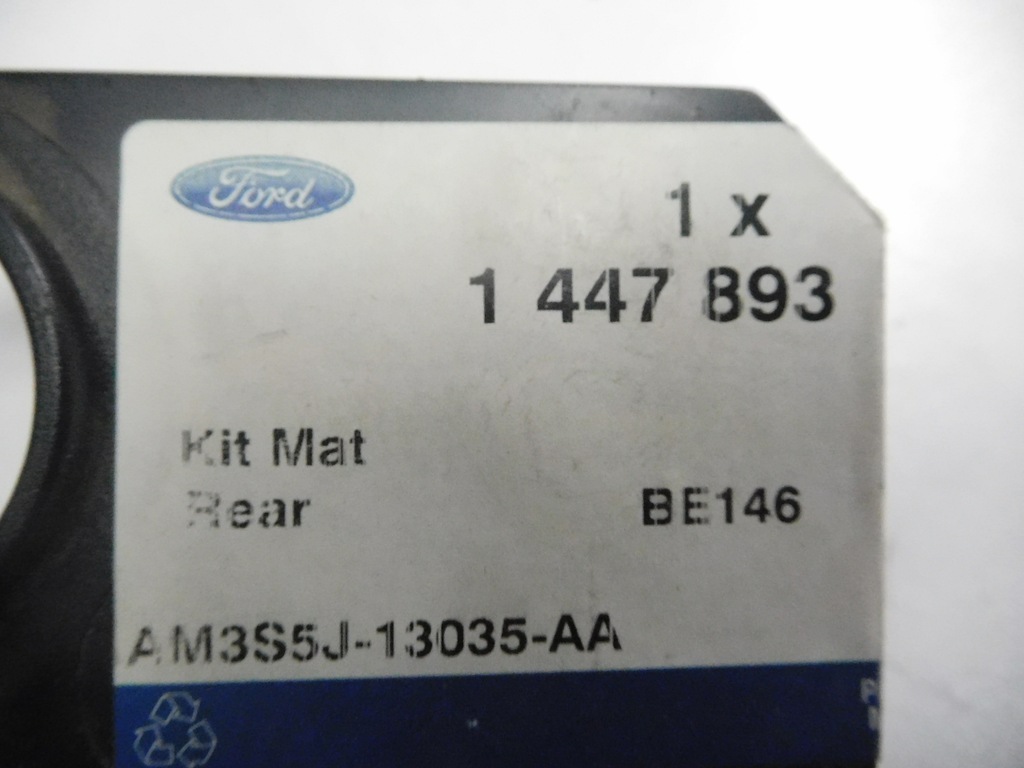 Ford
1 x
1 447 893
Kit Mat
Rear BE146
AM3S5J-13035-AA